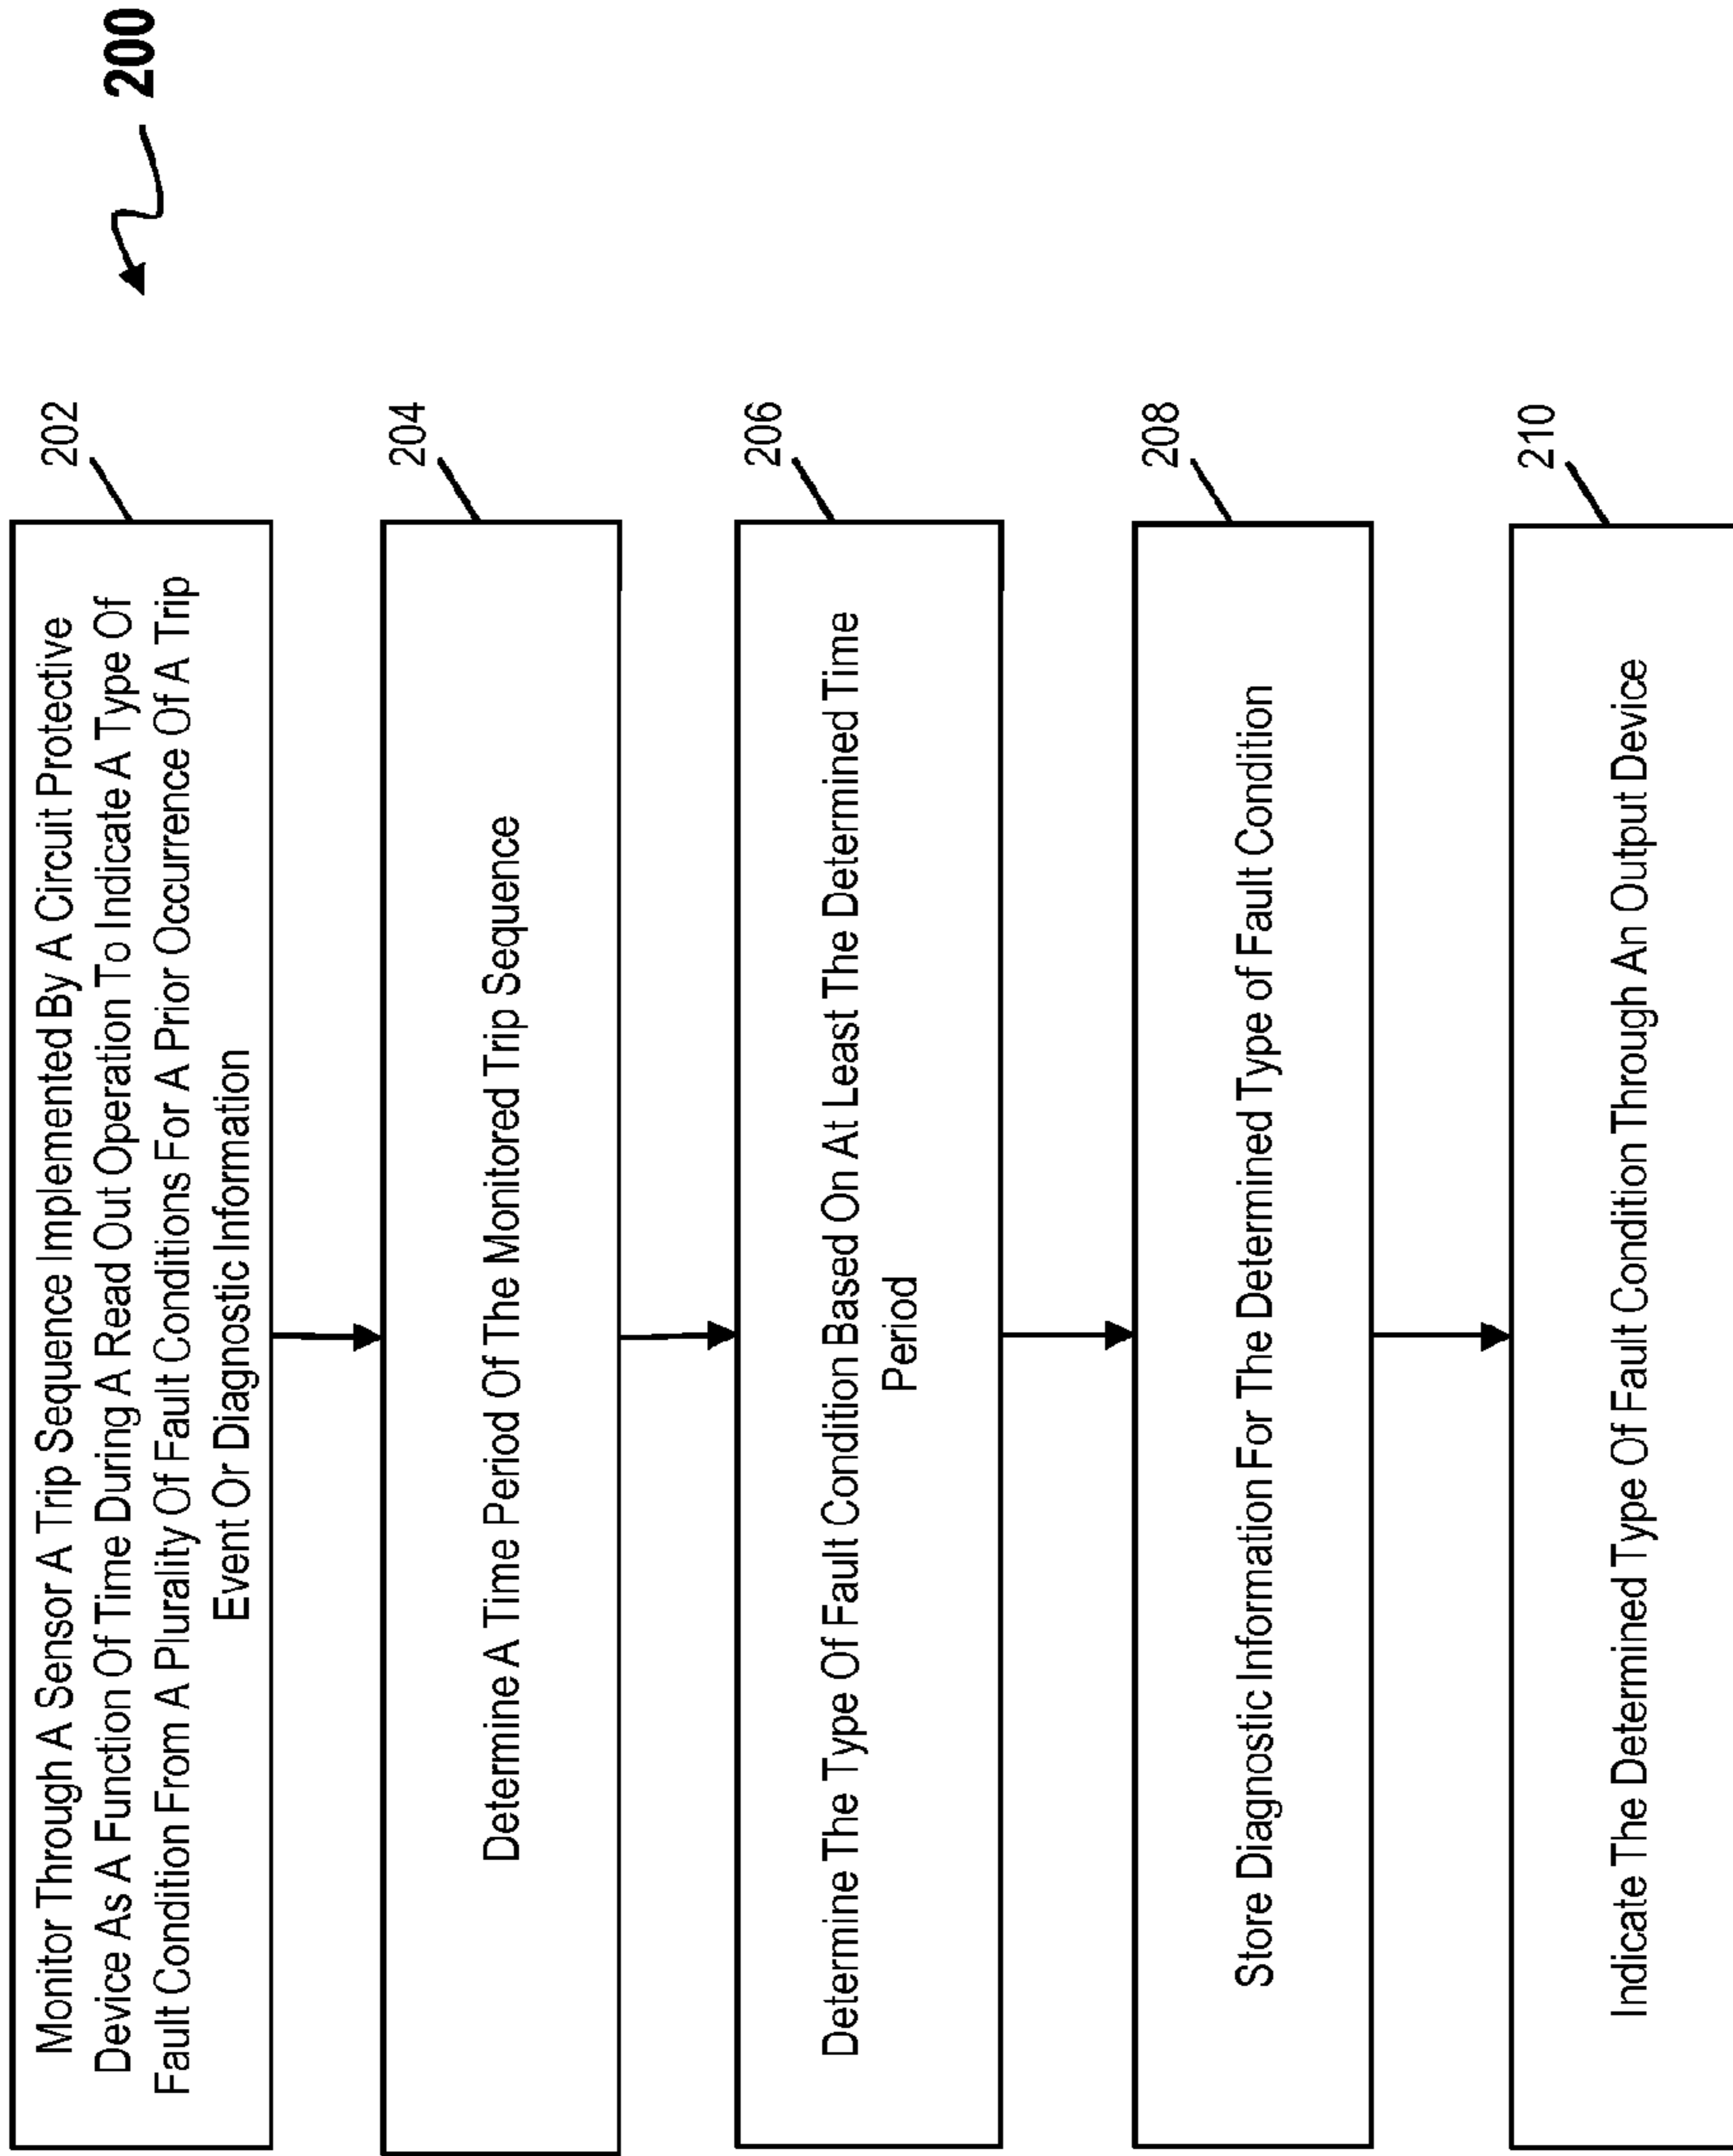 200
202
Monitor Through A Sensor A Trip Sequence Implemented By A Circuit Protective
Device As A Function Of Time During A Read Out Operation To Indicate A Type Of
Fault Condition From A Plurality Of Fault Conditions For A Prior Occurrence Of A Trip
Event Or Diagnostic Information
204
Determine A Time Period Of The Monitored Trip Sequence
206
Determine The Type Of Fault Condition Based On At Least The Determined Time
Period
208
Store Diagnostic Information For The Determined Type of Fault Condition
210
Indicate The Determined Type Of Fault Condition Through An Output Device